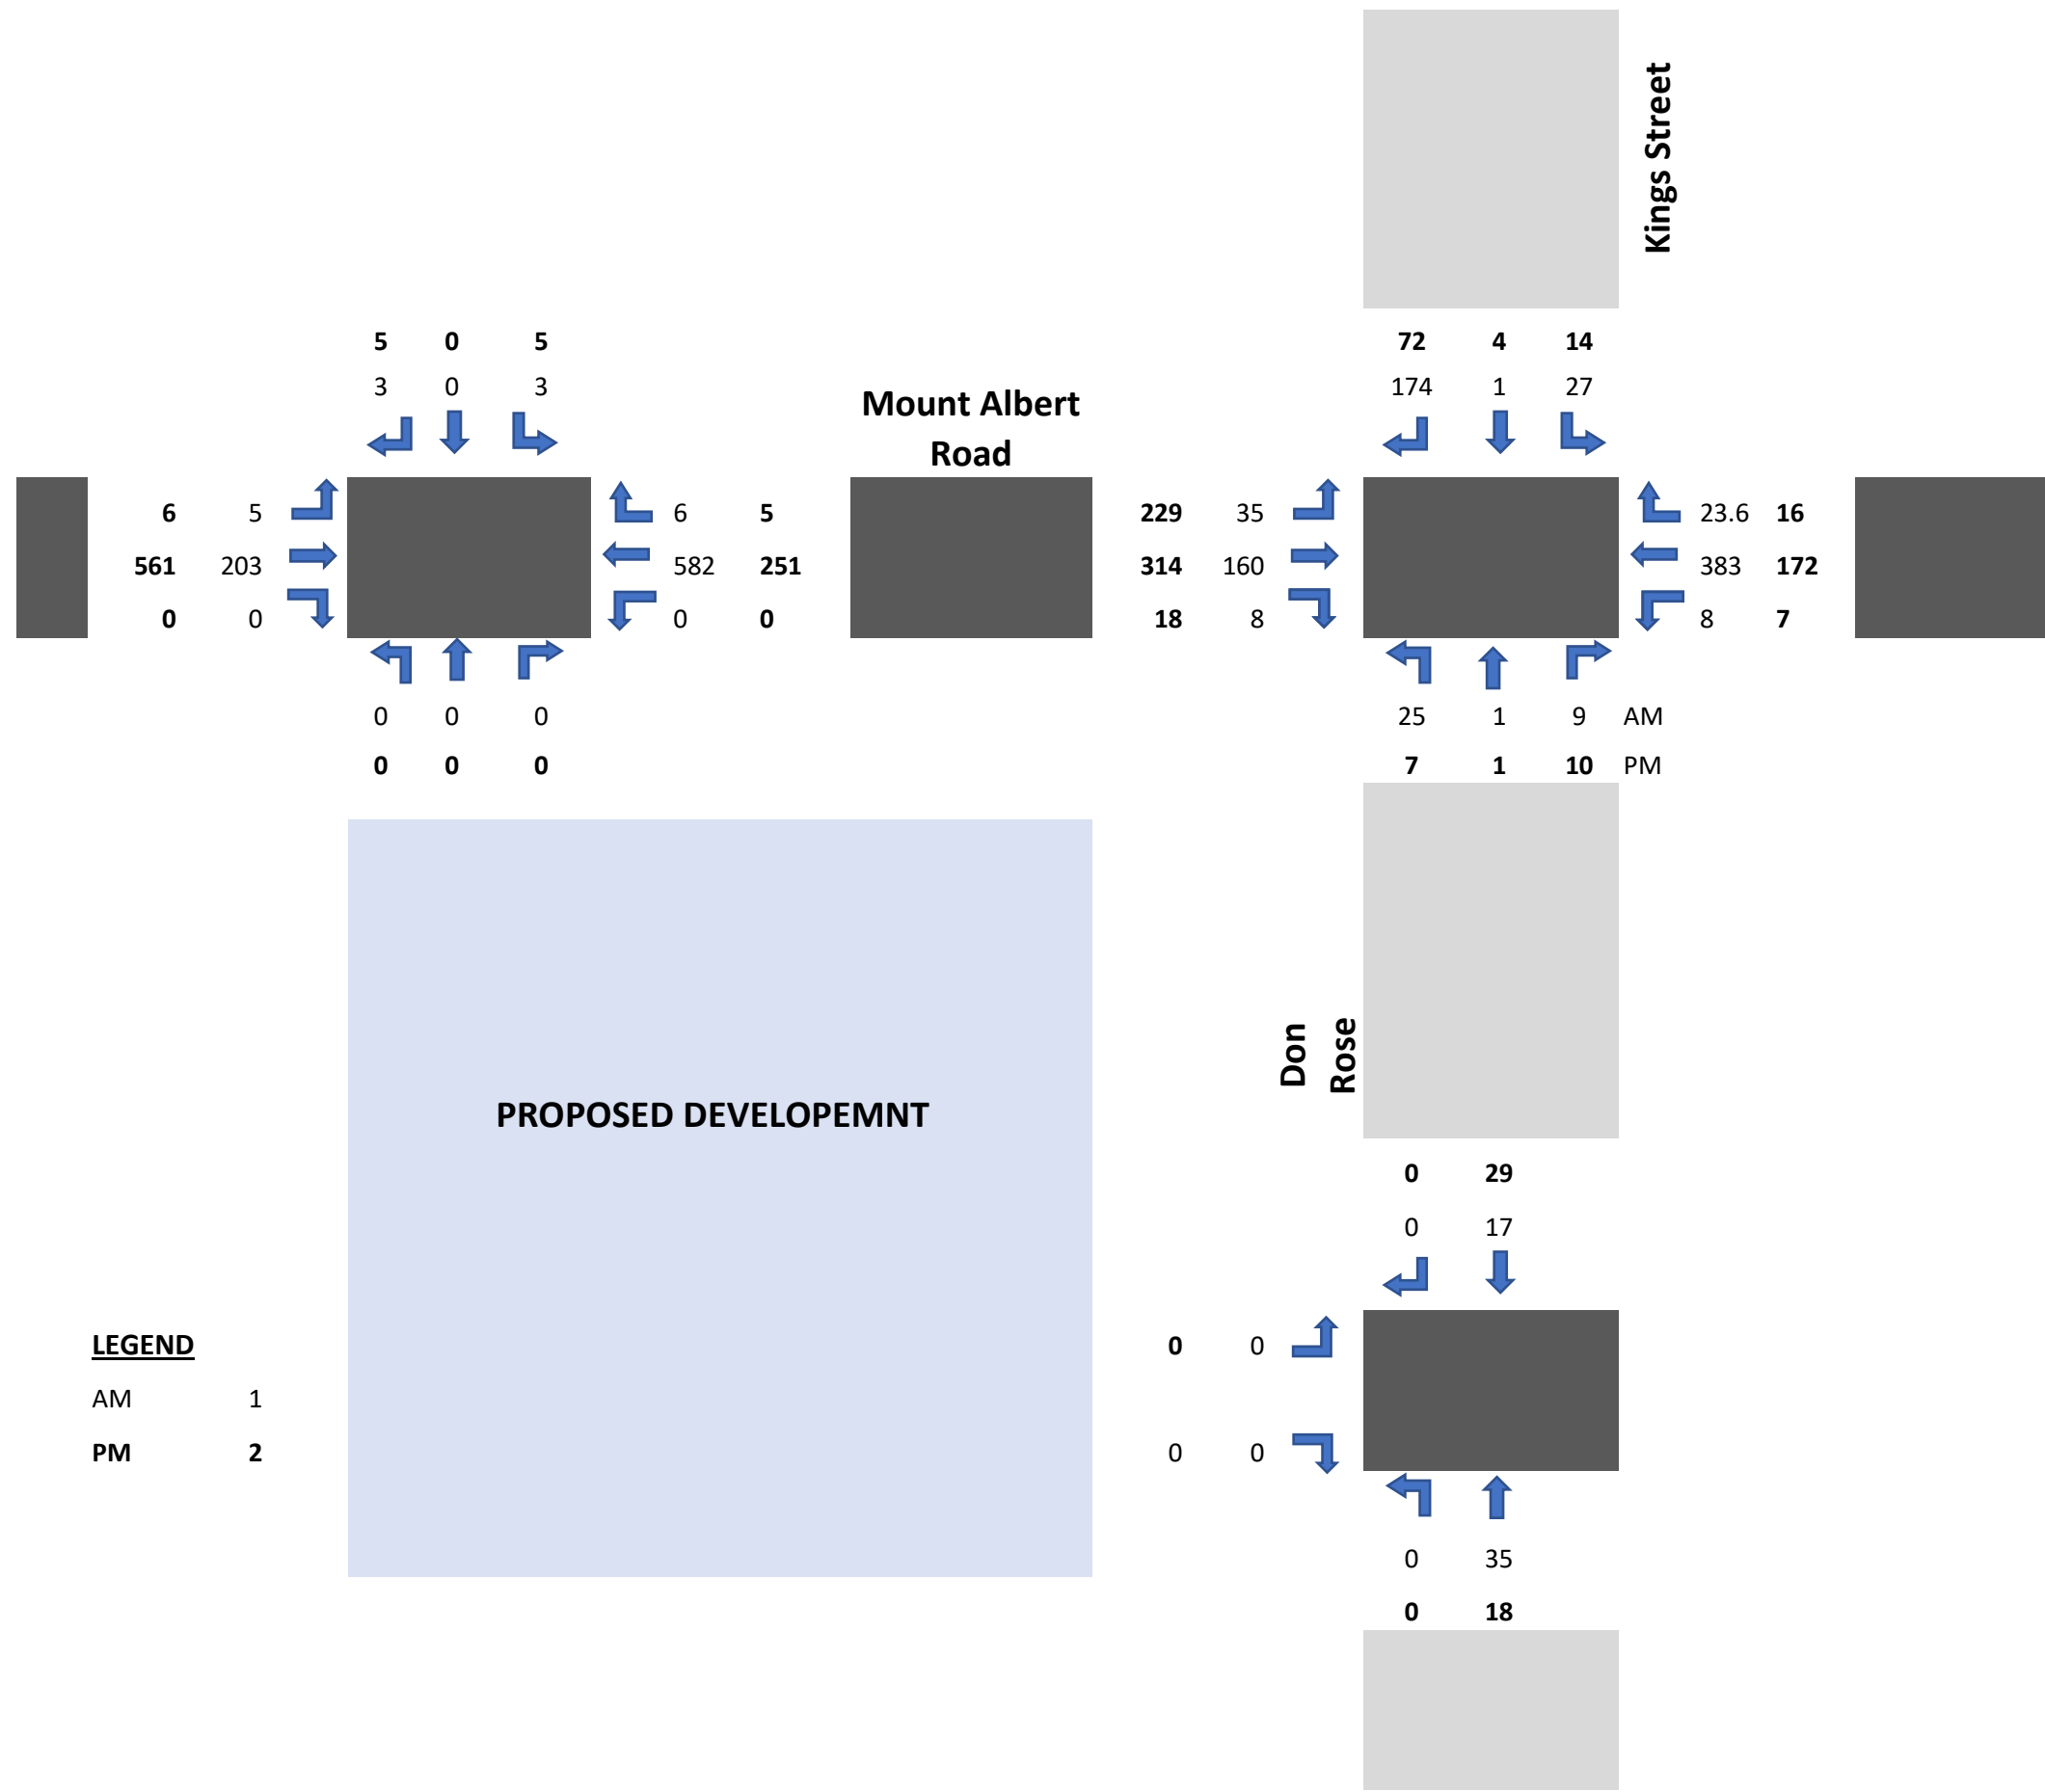 Kings Street
5 0 5
72 4 14
3 0 3
174 1 27
Mount Albert
Road
6 5
6 5
229 35
23.6 16
561 203
582 251
314 160
383 172
0 0
0 0
18 8
8 7
0 0 0
25 1 9 AM
0 0 0
7 1 10 PM
Don
Rose
PROPOSED DEVELOPEMNT
0 29
0 17
LEGEND
0 0
AM 1
PM 2
0 0
0 35
0 18